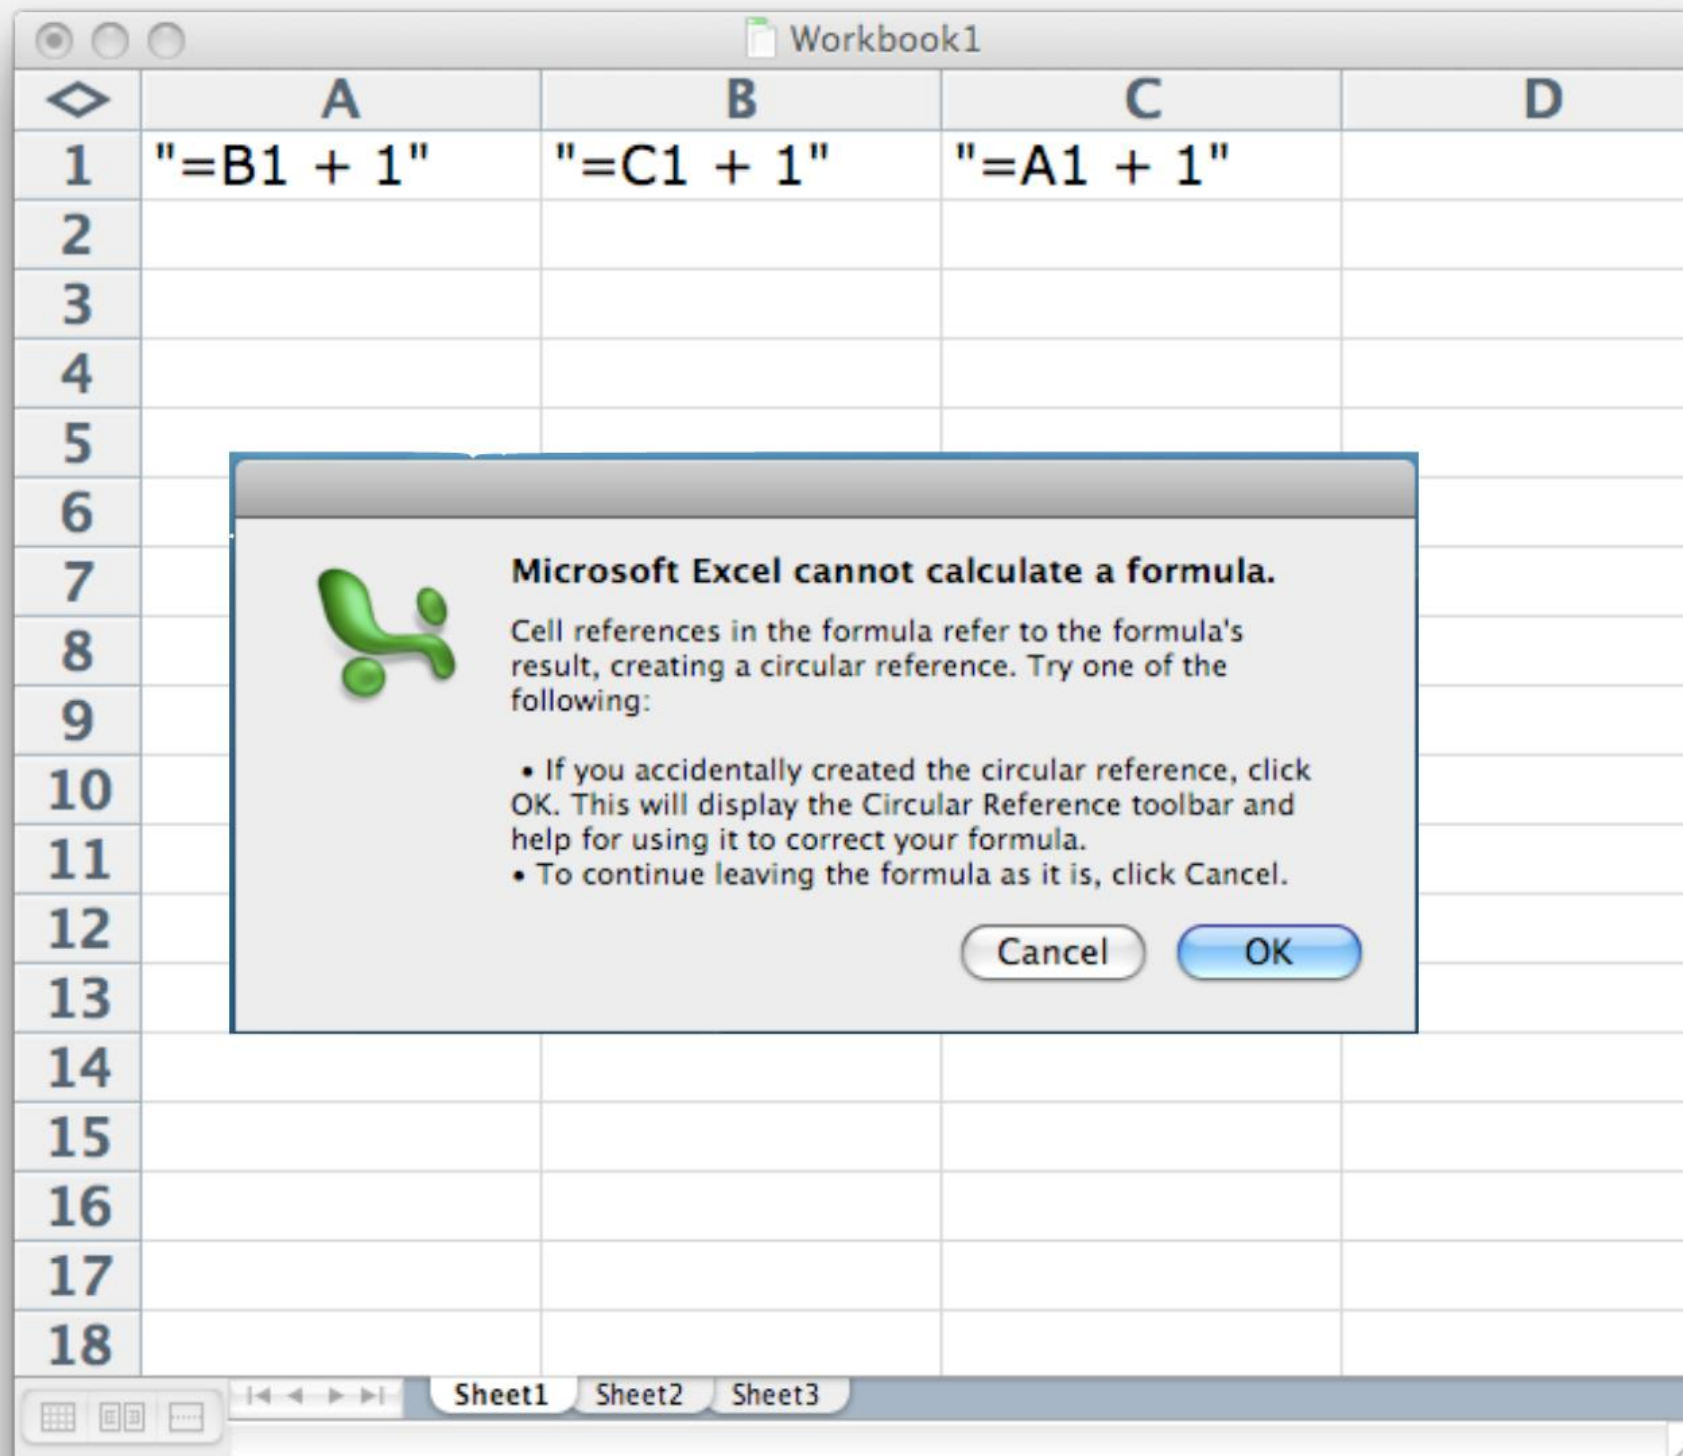 Workbook1
A B C D
1 "=B1 + 1" "=C1 + 1" "=A1 + 1"
2
3
4
5
6
7
8
9
10
11
12
13
14
15
16
17
18
Microsoft Excel cannot calculate a formula.
Cell references in the formula refer to the formula's
result, creating a circular reference. Try one of the
following:
• If you accidentally created the circular reference, click
OK. This will display the Circular Reference toolbar and
help for using it to correct your formula.
• To continue leaving the formula as it is, click Cancel.
Cancel OK
Sheet1 Sheet2 Sheet3